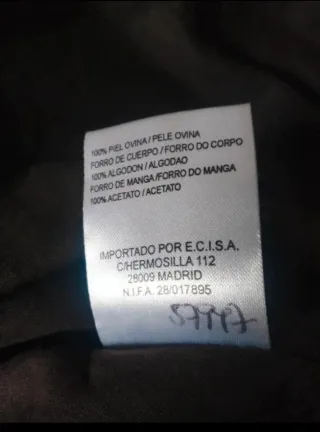 100% PIEL OVINA / PELE OVINA
FORRO DE CUERPO / FORRO DO CORPO
100% ALGODON / ALGODAO
FORRO DE MANGA / FORRO DO MANGA
100% ACETATO / ACETATO
IMPORTADO POR E.C.I.S.A.
C/HERMOSILLA 112
28009 MADRID
N.I.F.A. 28/017895